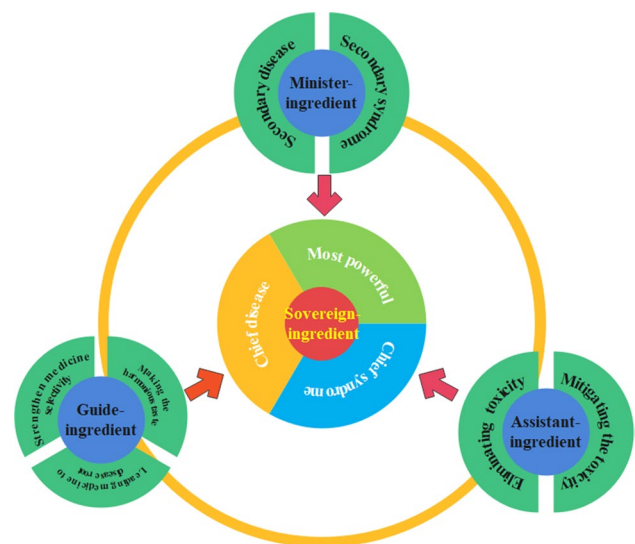 Secondary disease
Secondary syndrome
Minister-
ingredient
Most powerful
Chief disease
Chief syndrome
Sovereign-
ingredient
Strengthen medicine
selectivity
Making the
harmonious taste
Leading medicine to
disease root
Guide-
ingredient
Eliminating toxicity
Mitigating the toxicity
Assistant-
ingredient